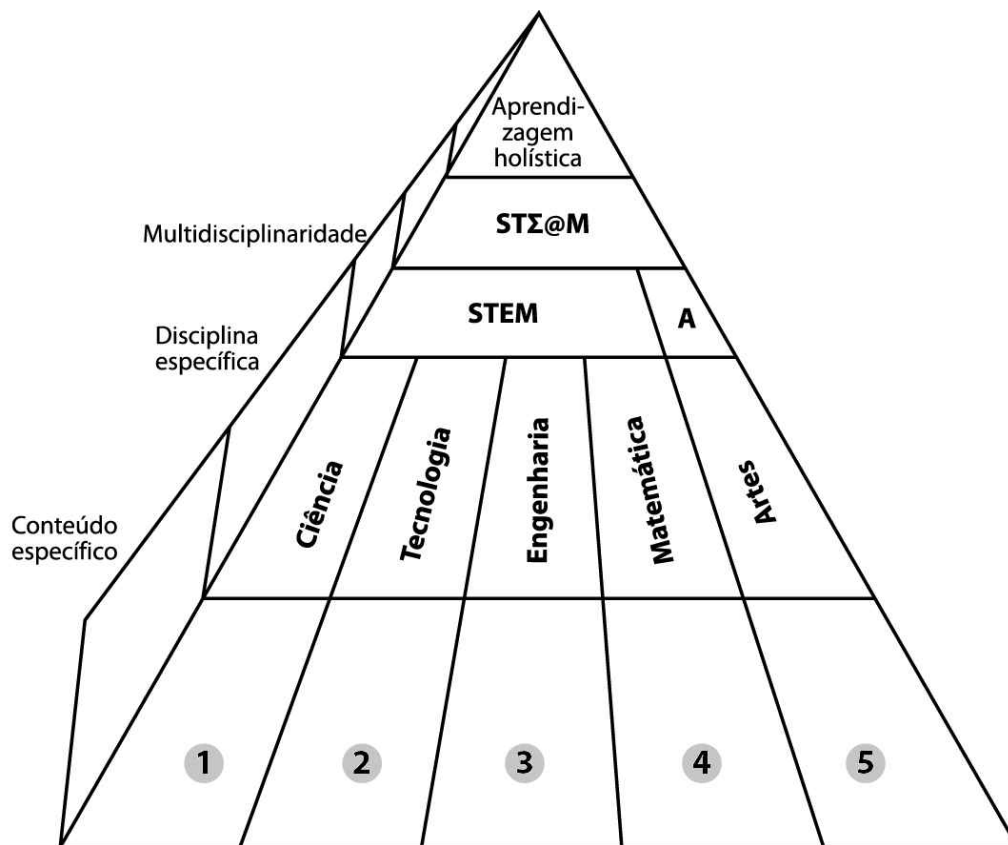 Aprendi-
zagem
holística
Multidisciplinaridade
STΣ@M
Disciplina
específica
STEM
A
Conteúdo
específico
Ciência
Tecnologia
Engenharia
Matemática
Artes
1
2
3
4
5